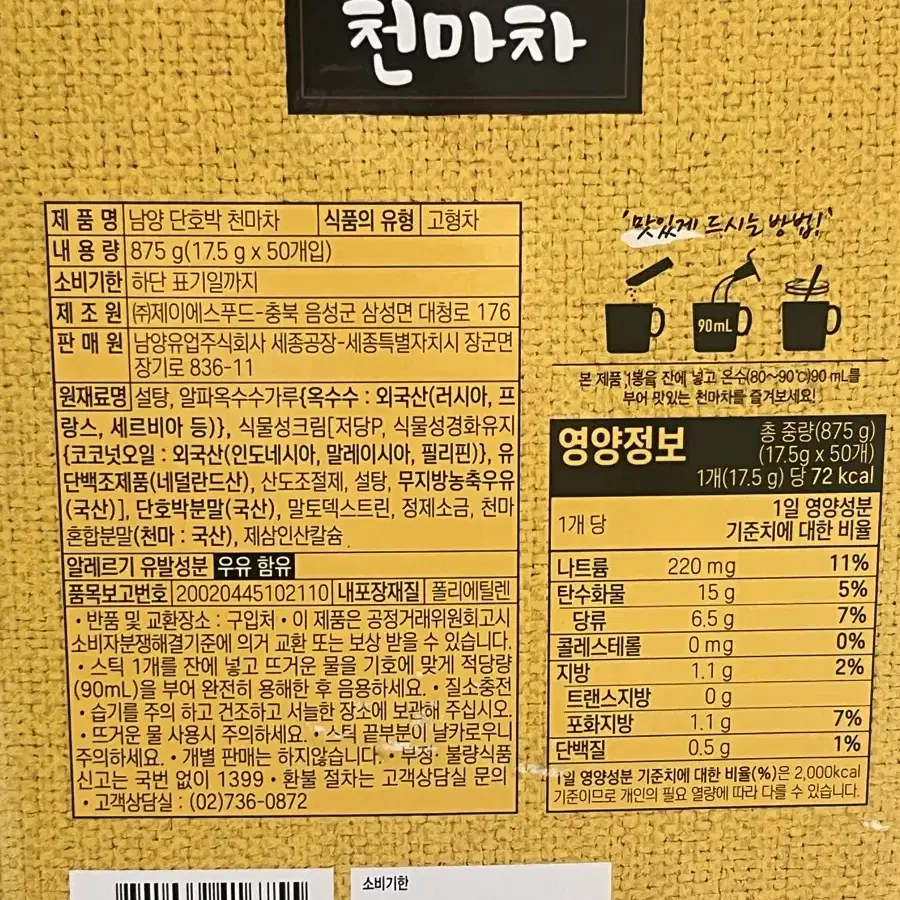 천마차
제 품 명 남양 단호박 천마차 식품의 유형 고형차
내 용 량 875 g(17.5 g x 50개입)
소비기한 하단 표기일까지
제 조 원 ㈜제이에스푸드-충북 음성군 삼성면 대청로 176
판 매 원 남양유업주식회사 세종공장-세종특별자치시 장군면
장기로 836-11
원재료명 설탕, 알파옥수수가루{옥수수 : 외국산(러시아, 프
랑스, 세르비아 등)}, 식물성크림[저당P, 식물성경화유지
{코코넛오일 : 외국산(인도네시아, 말레이시아, 필리핀)}, 유
단백조제품(네덜란드산), 산도조절제, 설탕, 무지방농축우유
(국산)], 단호박분말(국산), 말토덱스트린, 정제소금, 천마
혼합분말(천마 : 국산), 제삼인산칼슘
알레르기 유발성분 우유 함유
품목보고번호 20020445102110 내포장재질 폴리에틸렌
• 반품 및 교환장소 : 구입처 • 이 제품은 공정거래위원회고시
소비자분쟁해결기준에 의거 교환 또는 보상 받을 수 있습니다.
• 스틱 1개를 잔에 넣고 뜨거운 물을 기호에 맞게 적당량
(90mL)을 부어 완전히 용해한 후 음용하세요. • 질소충전
• 습기를 주의 하고 건조하고 서늘한 장소에 보관해 주십시오.
• 뜨거운 물 사용시 주의하세요. • 스틱 끝부분이 날카로우니
주의하세요. • 개별 판매는 하지않습니다. • 부정· 불량식품
신고는 국번 없이 1399 • 환불 절차는 고객상담실 문의
• 고객상담실 : (02)736-0872
'맛있게 드시는 방법!'
90mL
본 제품 1봉을 잔에 넣고 온수(80~90℃)90 mL를
부어 맛있는 천마차를 즐겨보세요!
영양정보 총 중량(875 g)
(17.5g x 50개)
1개(17.5 g) 당 72 kcal
1개 당 1일 영양성분
기준치에 대한 비율
나트륨 220 mg 11%
탄수화물 15 g 5%
당류 6.5 g 7%
콜레스테롤 0 mg 0%
지방 1.1 g 2%
트랜스지방 0 g
포화지방 1.1 g 7%
단백질 0.5 g 1%
1일 영양성분 기준치에 대한 비율(%)은 2,000kcal
기준이므로 개인의 필요 열량에 따라 다를 수 있습니다.
소비기한